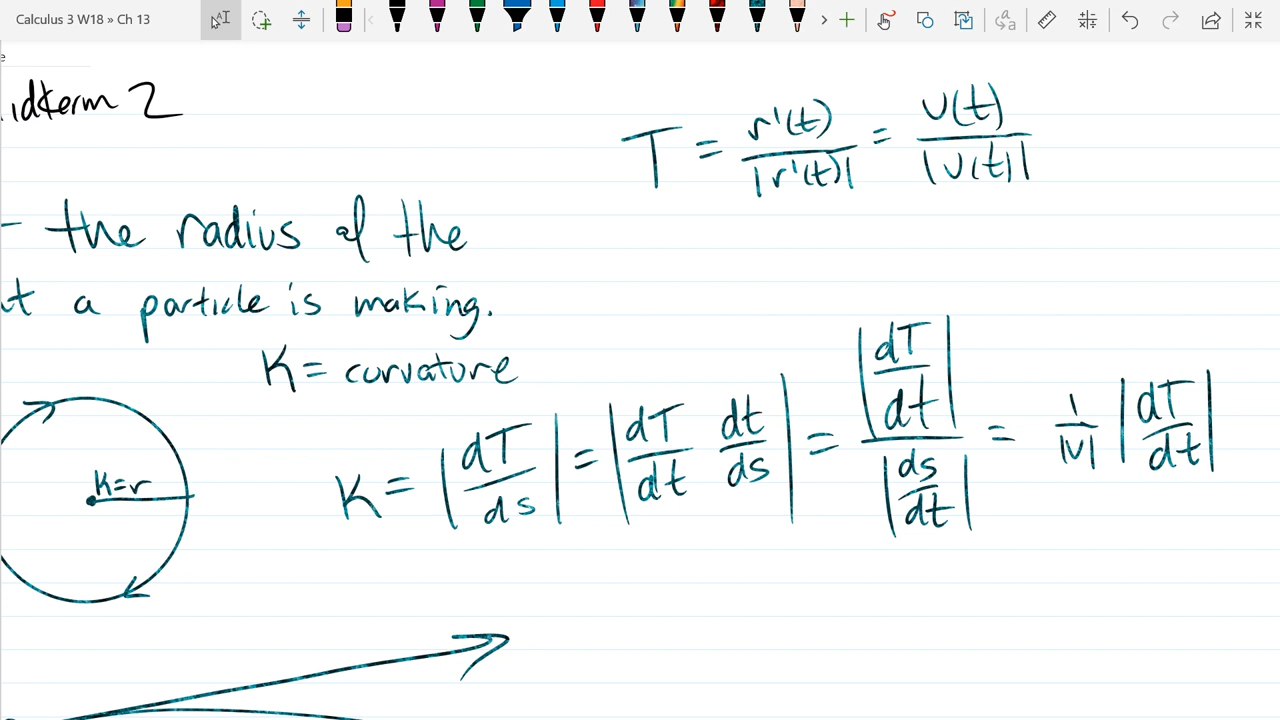 Calculus 3 W18 » Ch 13
e
idterm 2
T = r'(t)/|r'(t)| = v(t)/|v(t)|
- the radius of the
ut a particle is making.
K = curvature
K=r
K = |dT/ds| = |dT/dt dt/ds| = |dT/dt|/|ds/dt| = 1/|v| |dT/dt|